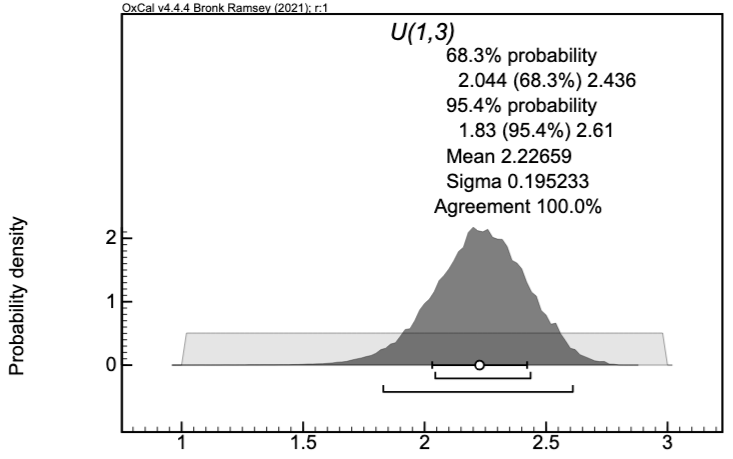 OxCal v4.4.4 Bronk Ramsey (2021); r:1
U(1,3)
68.3% probability
2.044 (68.3%) 2.436
95.4% probability
1.83 (95.4%) 2.61
Mean 2.22659
Sigma 0.195233
Agreement 100.0%
Probability density
2
1
0
1 1.5 2 2.5 3